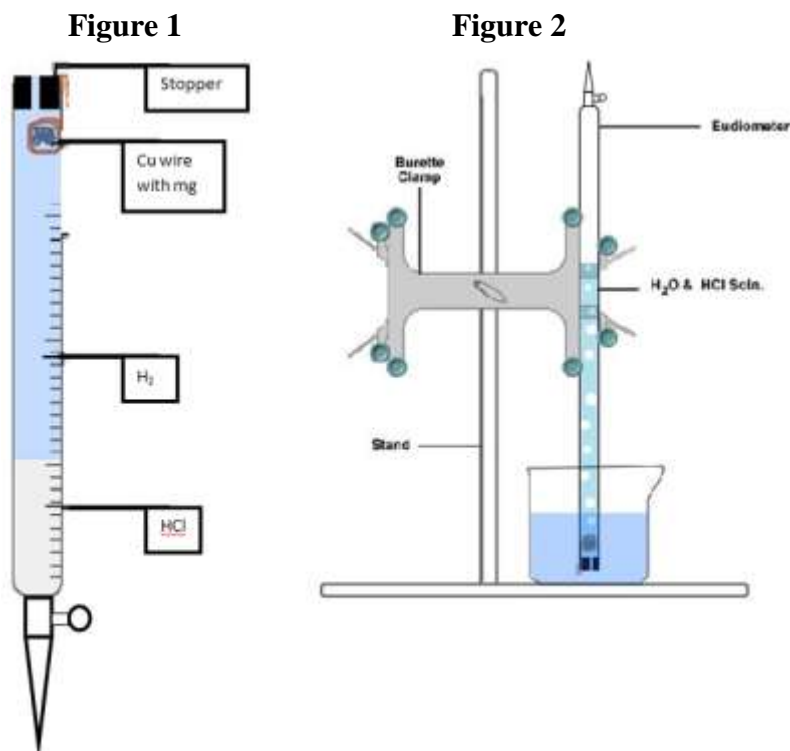 Figure 1
Figure 2
Stopper
Cu wire
with mg
H₂
HCl
Eudiometer
Burette
Clamp
H₂O & HCl Soln.
Stand